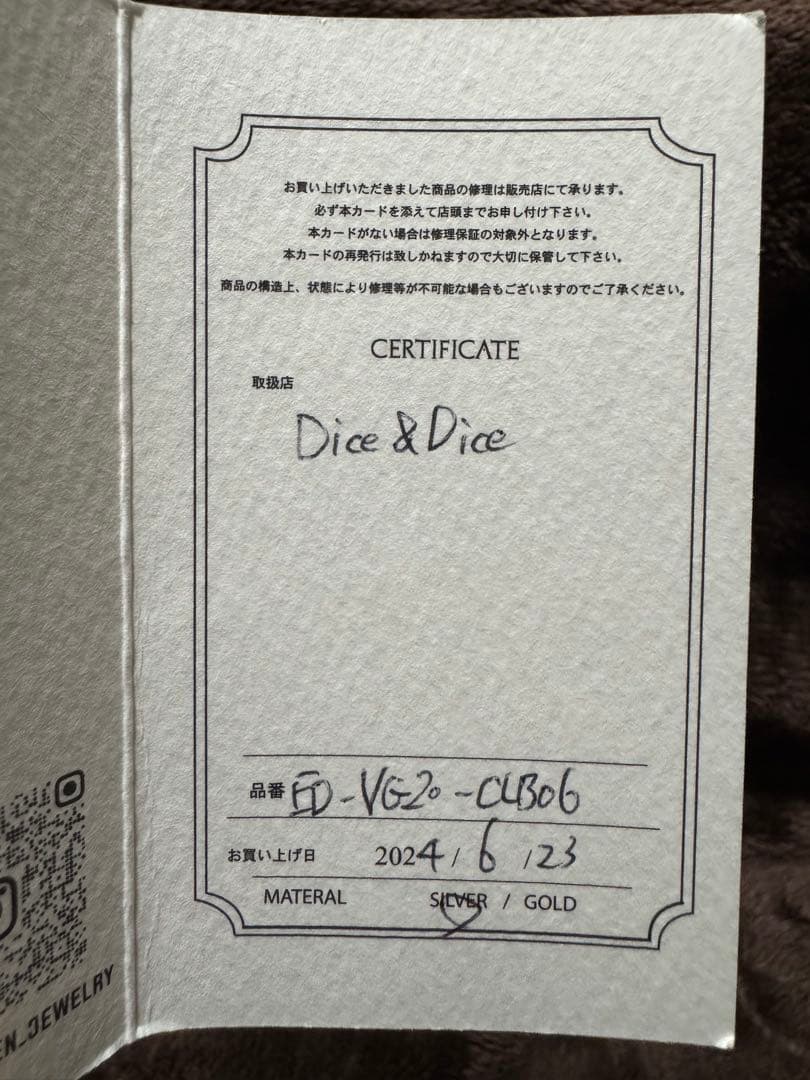 お買い上げいただきました商品の修理は販売店にて承ります。
必ず本カードを添えて店頭までお申し付け下さい。
本カードがない場合は修理保証の対象外となります。
本カードの再発行は致しかねますので大切に保管して下さい。
商品の構造上、状態により修理等が不可能な場合もございますのでご了承ください。
CERTIFICATE
取扱店
Dice & Dice
品番 ED-VG20-CLB06
お買い上げ日 2024 / 6 / 23
MATERAL SILVER / GOLD
EN_JEWELRY